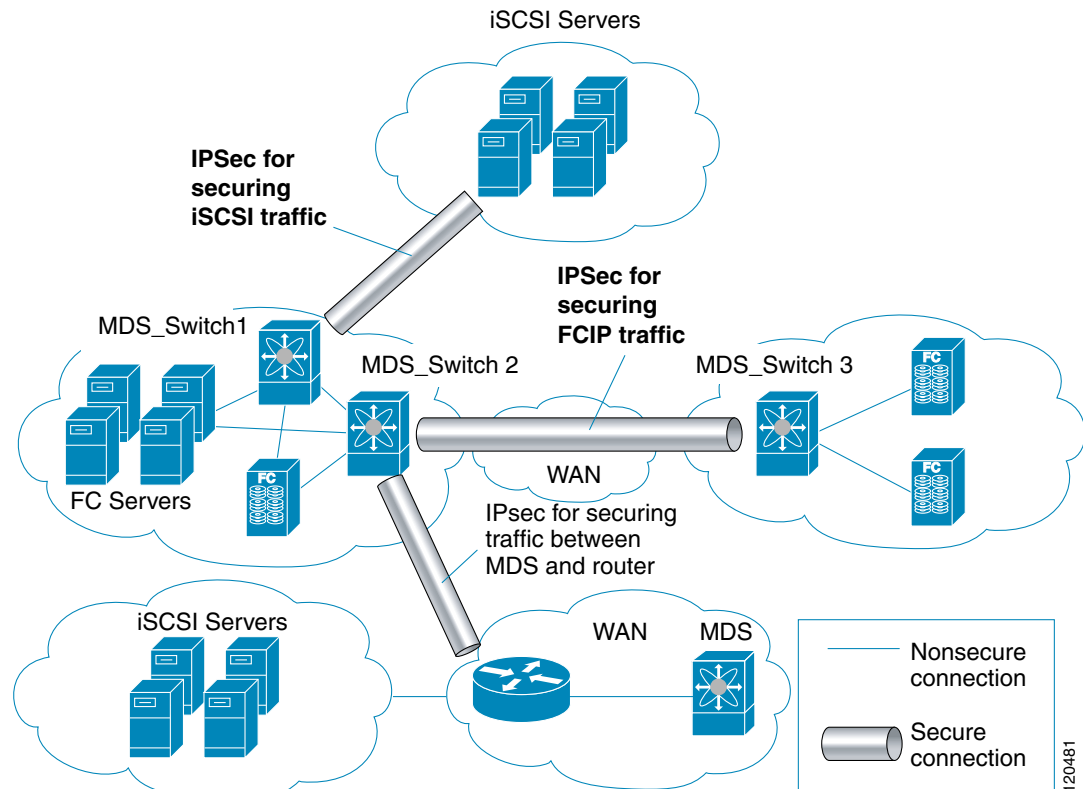 iSCSI Servers
IPSec for
securing
iSCSI traffic
IPSec for
securing
FCIP traffic
MDS_Switch1
MDS_Switch 2
MDS_Switch 3
FC
FC
FC
FC Servers
WAN
IPsec for securing
traffic between
MDS and router
iSCSI Servers
WAN
MDS
Nonsecure
connection
Secure
connection
120481